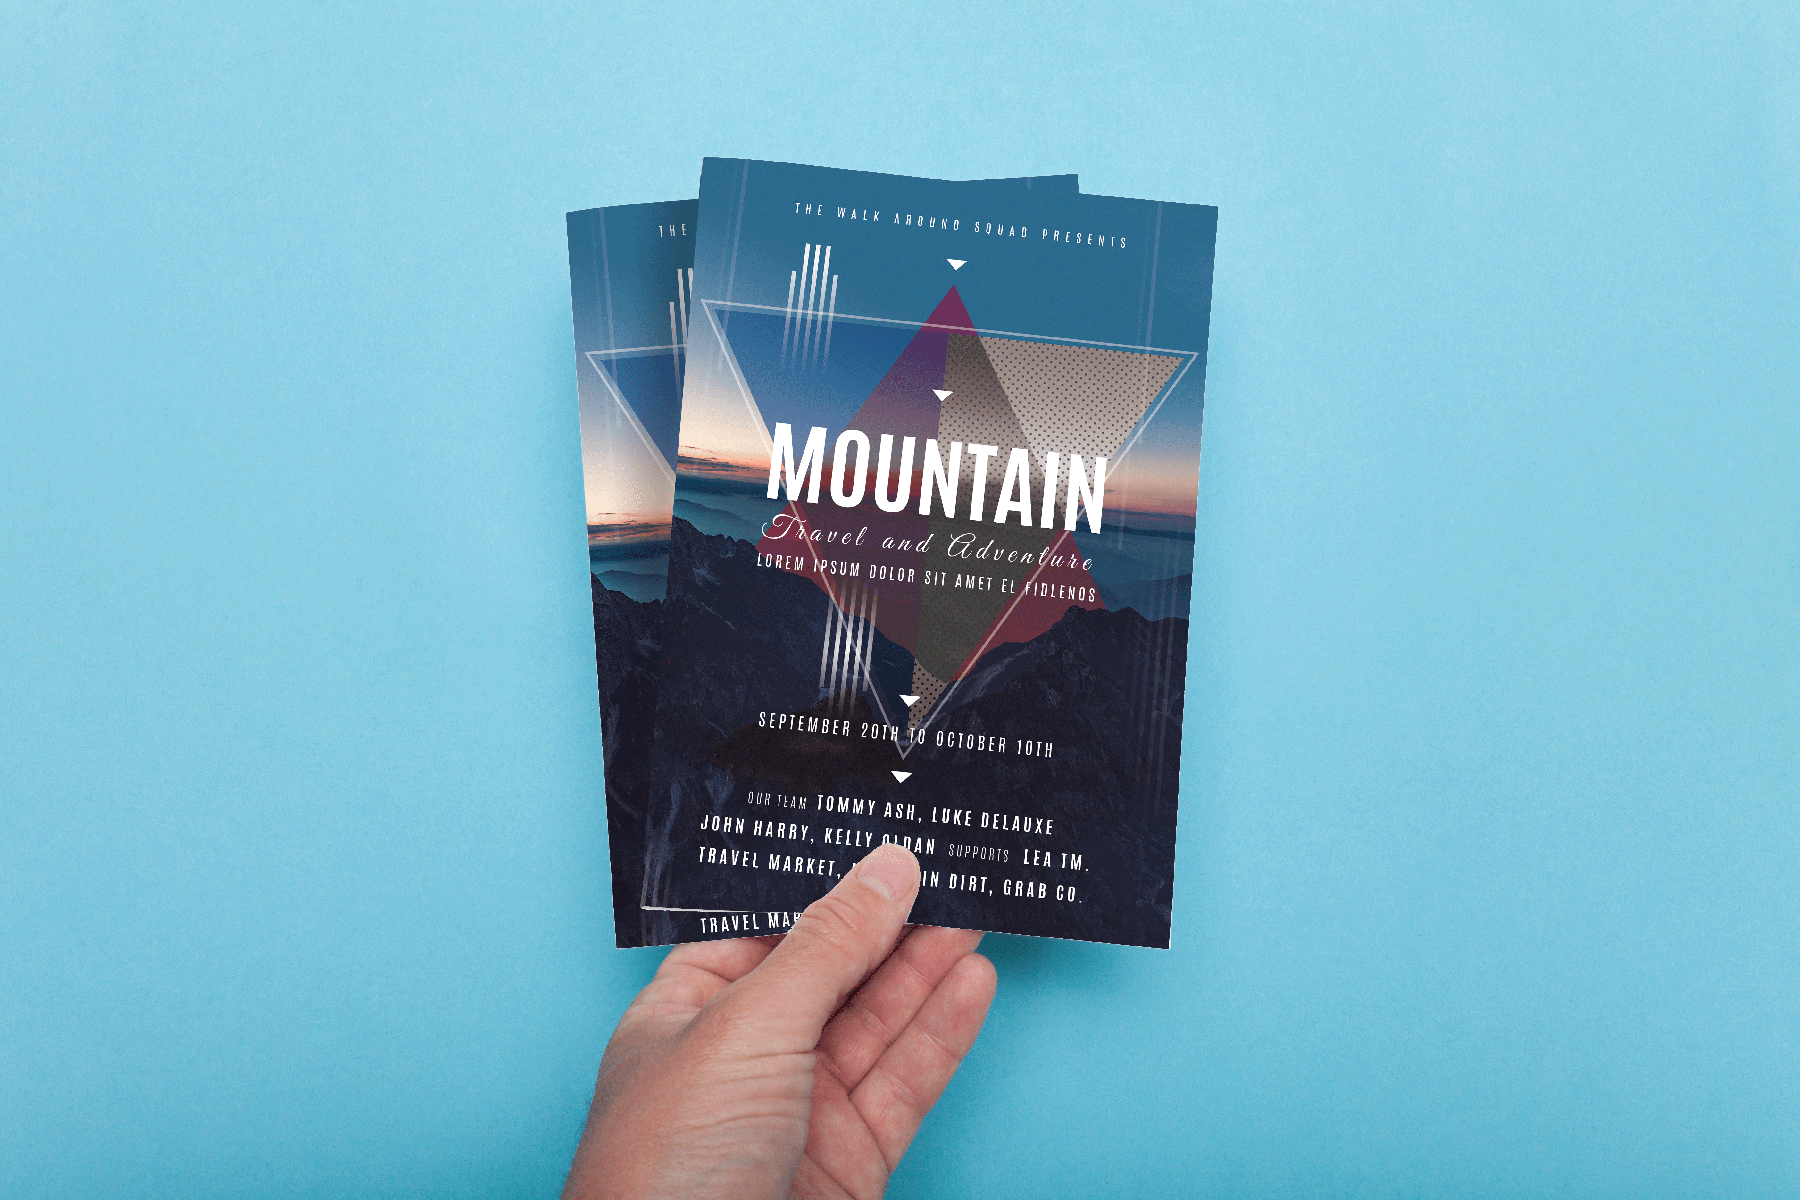 THE WALK AROUND SQUAD PRESENTS
MOUNTAIN
Travel and Adventure
LOREM IPSUM DOLOR SIT AMET EL FIDLENOS
SEPTEMBER 20TH TO OCTOBER 10TH
OUR TEAM TOMMY ASH, LUKE DELAUXE
JOHN HARRY, KELLY SUPPORTS LEA TM.
TRAVEL MARKET, DIRT, GRAB CO.
THE
TRAVEL